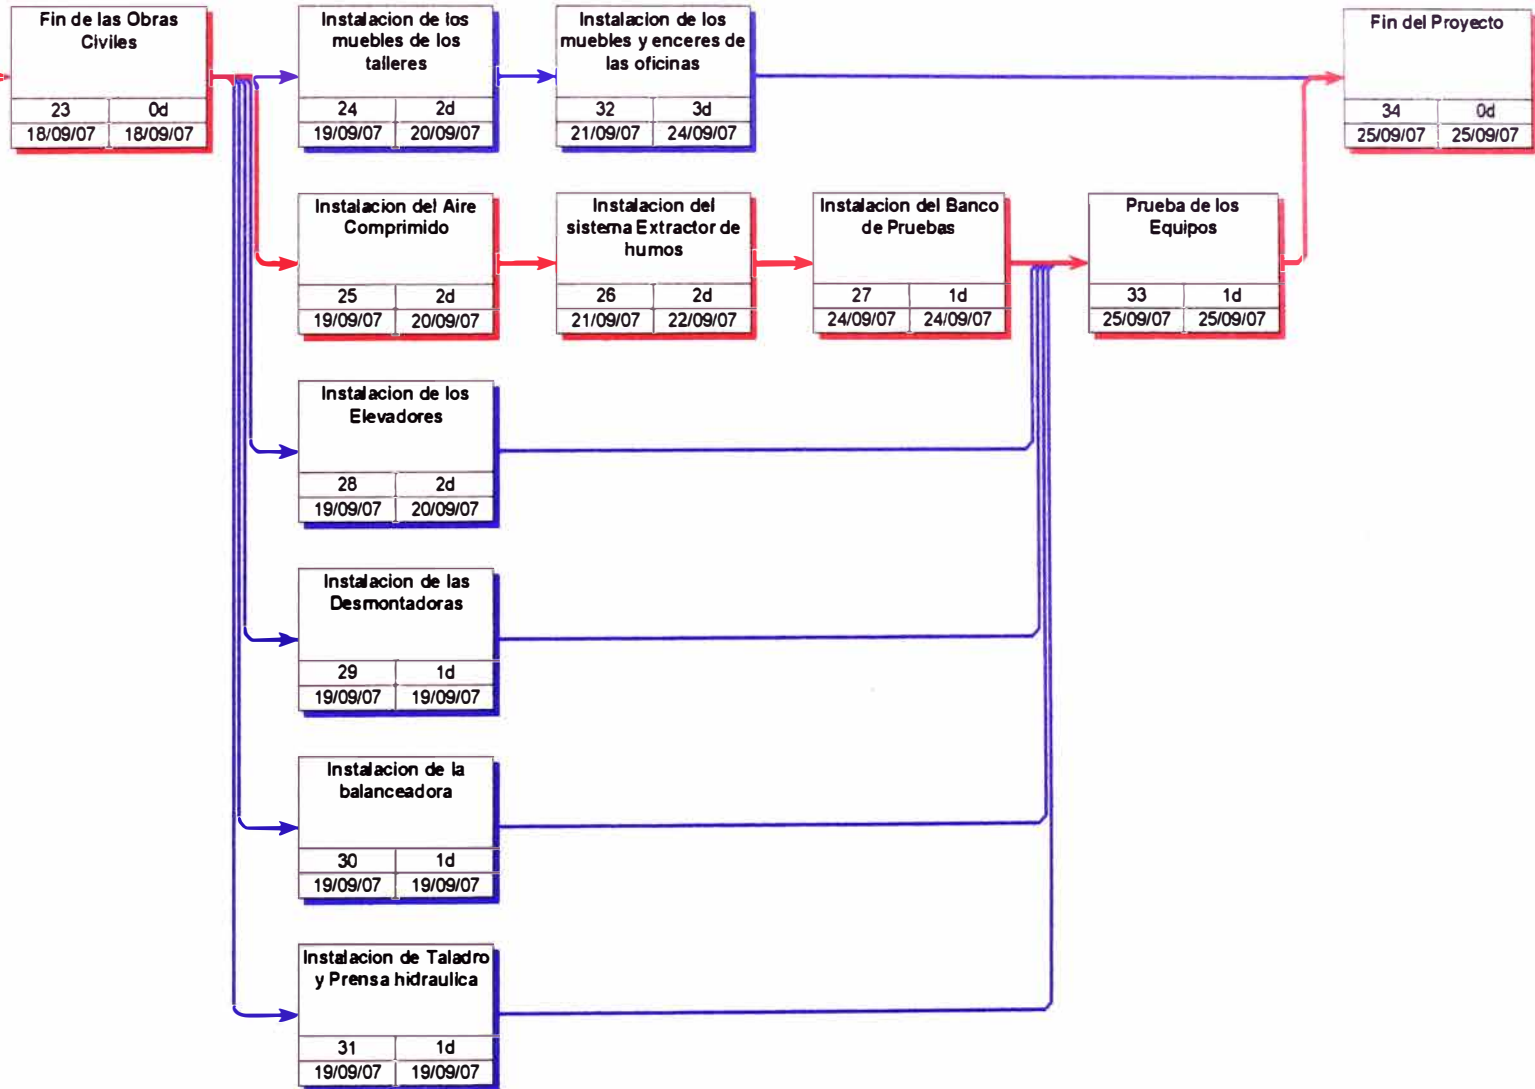 Fin de las Obras
Civiles
23 0d
18/09/07 18/09/07
Instalacion de los
muebles de los
talleres
24 2d
19/09/07 20/09/07
Instalacion de los
muebles y enceres de
las oficinas
32 3d
21/09/07 24/09/07
Fin del Proyecto
34 0d
25/09/07 25/09/07
Instalacion del Aire
Comprimido
25 2d
19/09/07 20/09/07
Instalacion del
sistema Extractor de
humos
26 2d
21/09/07 22/09/07
Instalacion del Banco
de Pruebas
27 1d
24/09/07 24/09/07
Prueba de los
Equipos
33 1d
25/09/07 25/09/07
Instalacion de los
Elevadores
28 2d
19/09/07 20/09/07
Instalacion de las
Desmontadoras
29 1d
19/09/07 19/09/07
Instalacion de la
balanceadora
30 1d
19/09/07 19/09/07
Instalacion de Taladro
y Prensa hidraulica
31 1d
19/09/07 19/09/07